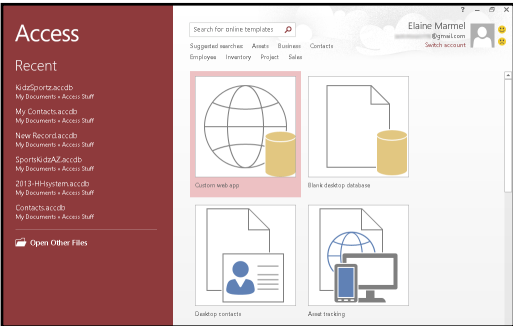 Access
Recent
KidzSportz.accdb
My Documents » Access Stuff
My Contacts.accdb
My Documents » Access Stuff
New Record.accdb
My Documents » Access Stuff
SportsKidzAZ.accdb
My Documents » Access Stuff
2013-HHsystem.accdb
My Documents » Access Stuff
Contacts.accdb
My Documents » Access Stuff
Open Other Files
?
Search for online templates
Suggested searches Assets Business Contacts
Employee Inventory Project Sales
Elaine Marmel
@gmail.com
Switch account
Custom web app
Blank desktop database
Desktop contacts
Asset tracking